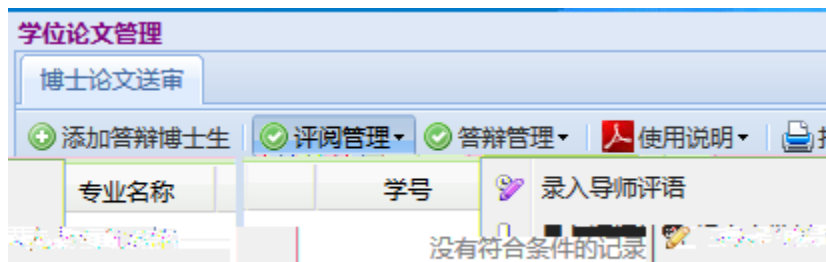 学位论文管理
博士论文送审
添加答辩博士生 评阅管理 答辩管理 使用说明
专业名称 学号 录入导师评语
没有符合条件的记录